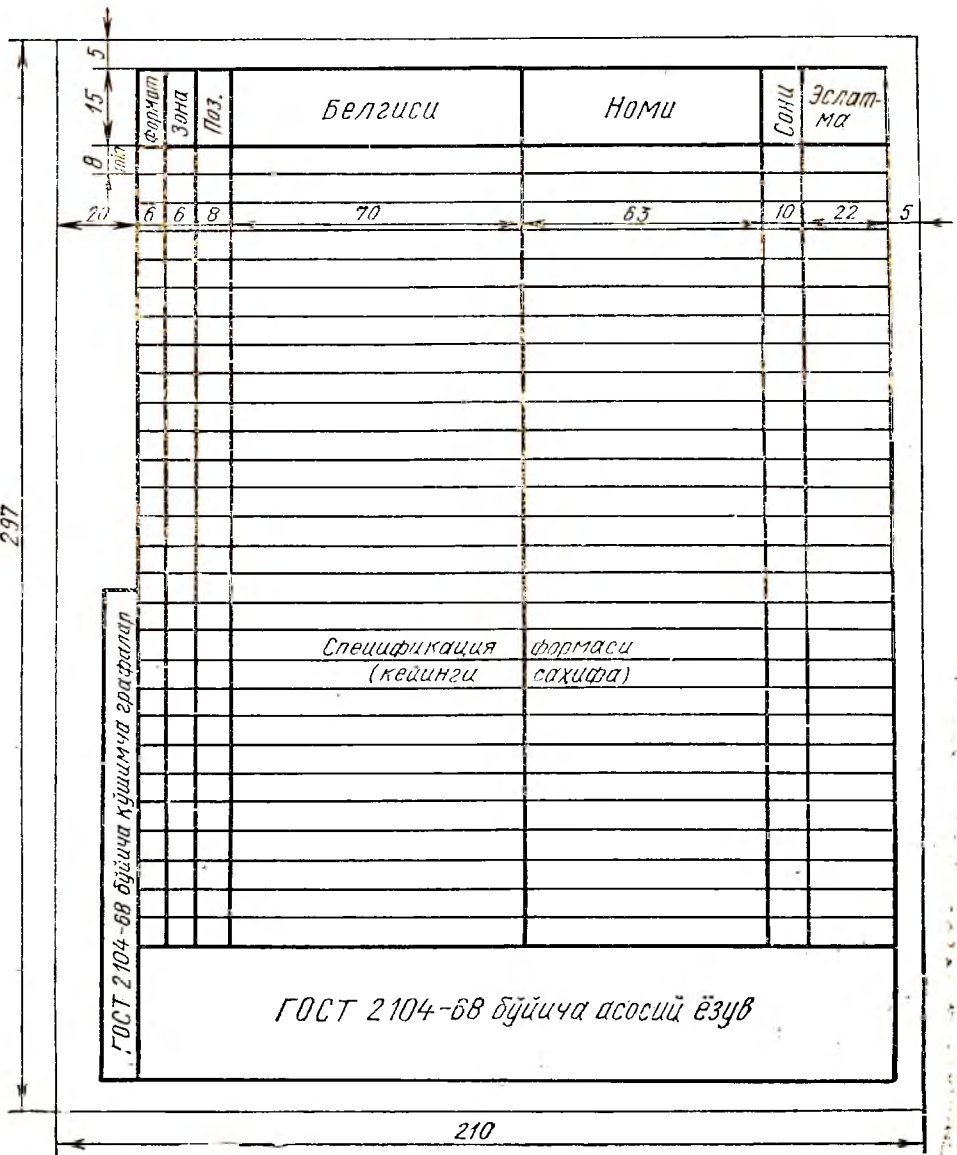 5
15
8
297
Формат
Зона
Поз.
Белгиси
Номи
Сони
Эслат-
ма
20 6 6 8 70 63 10 22 5
Спецификация формаси
(кейинги сахифа)
ГОСТ 2104-68 бўйича кўшимча графалар
ГОСТ 2104-68 бўйича асосий ёзув
210